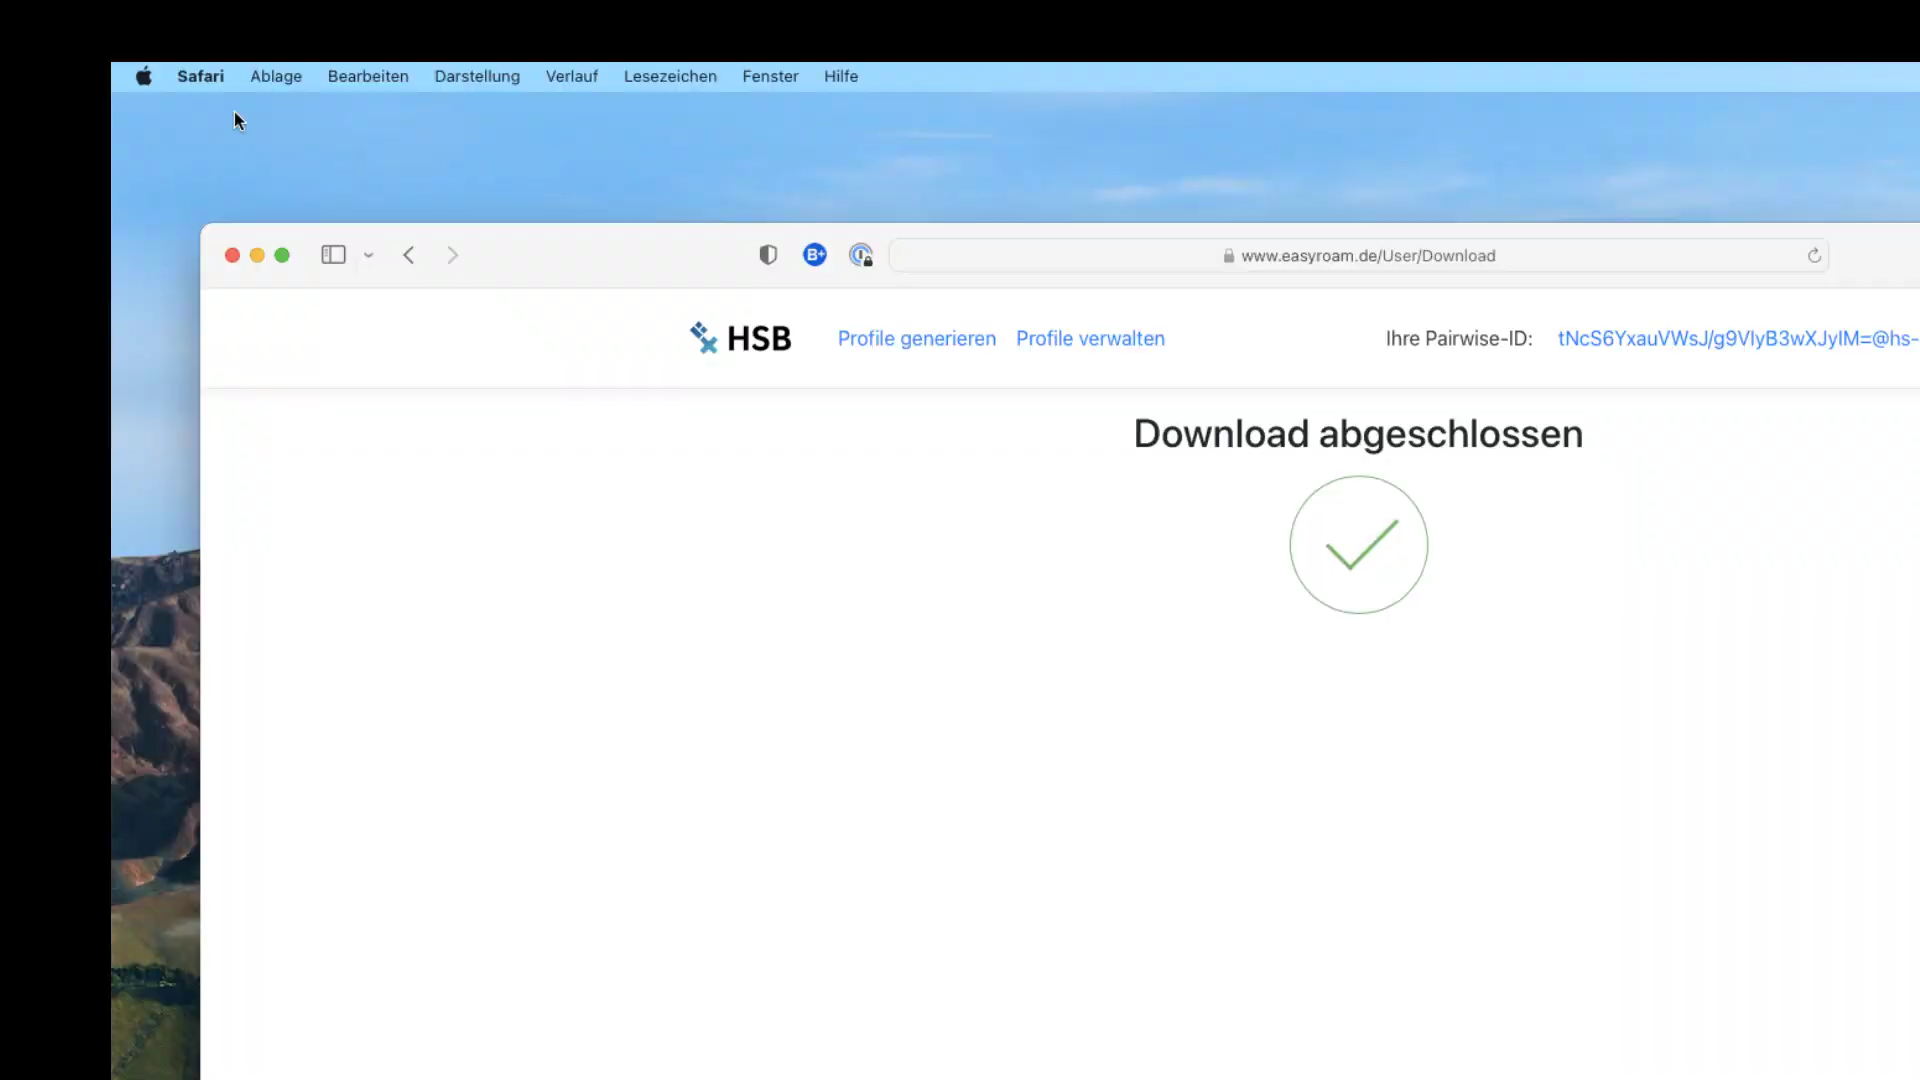 Safari Ablage Bearbeiten Darstellung Verlauf Lesezeichen Fenster Hilfe
B+
www.easyroam.de/User/Download
HSB Profile generieren Profile verwalten Ihre Pairwise-ID: tNcS6YxauVWsJ/g9VlyB3wXJylM=@hs-
Download abgeschlossen